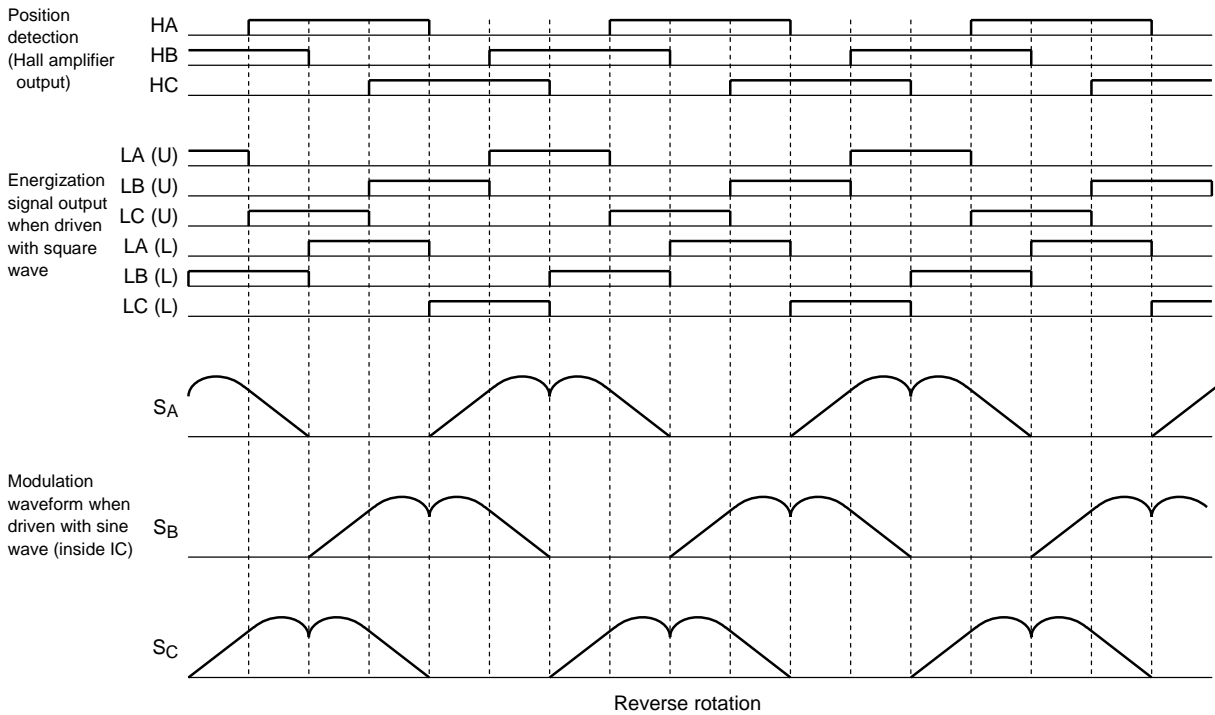 Position
detection
(Hall amplifier
output)
HA
HB
HC
Energization
signal output
when driven
with square
wave
LA (U)
LB (U)
LC (U)
LA (L)
LB (L)
LC (L)
SA
Modulation
waveform when
driven with sine
wave (inside IC)
SB
SC
Reverse rotation